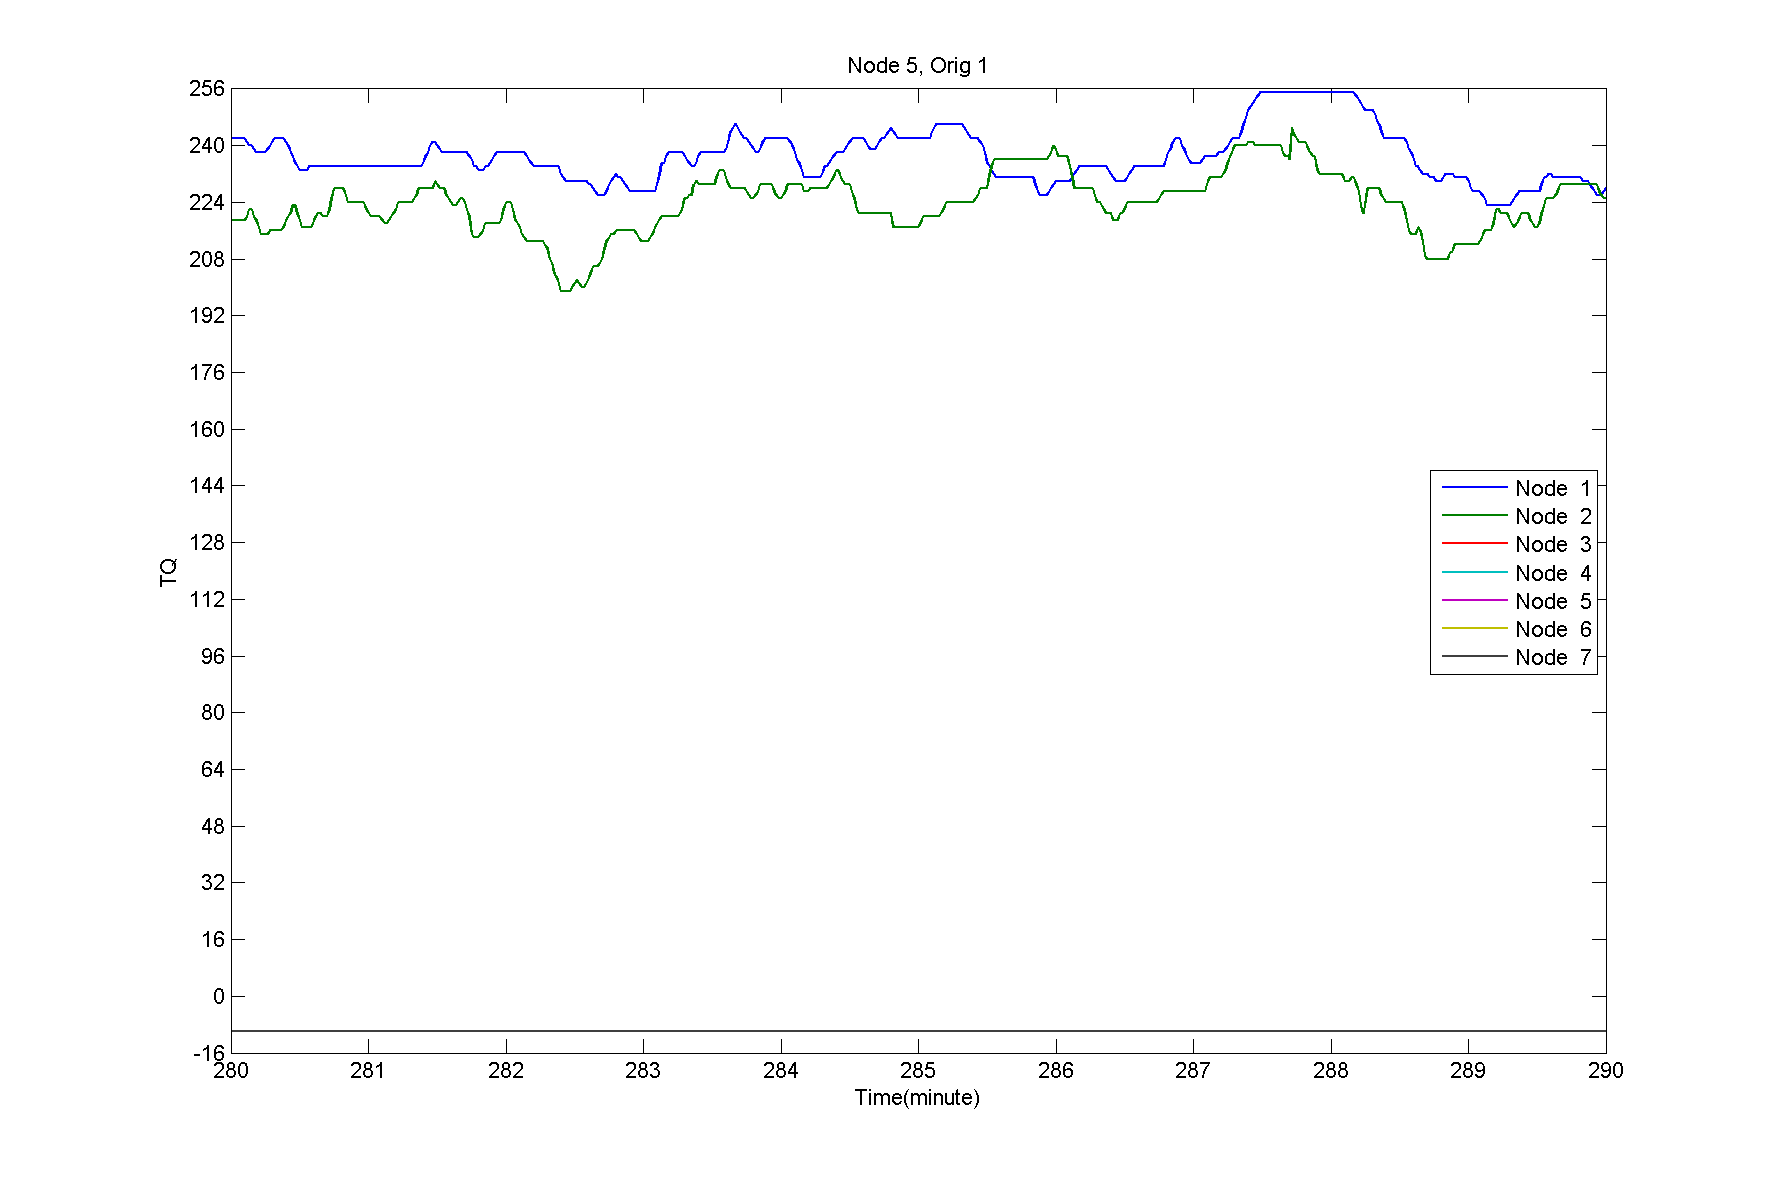 Node 5, Orig 1
256
240
224
208
192
176
160
144
128
112
96
80
64
48
32
16
0
-16
TQ
Node 1
Node 2
Node 3
Node 4
Node 5
Node 6
Node 7
280 281 282 283 284 285 286 287 288 289 290
Time(minute)